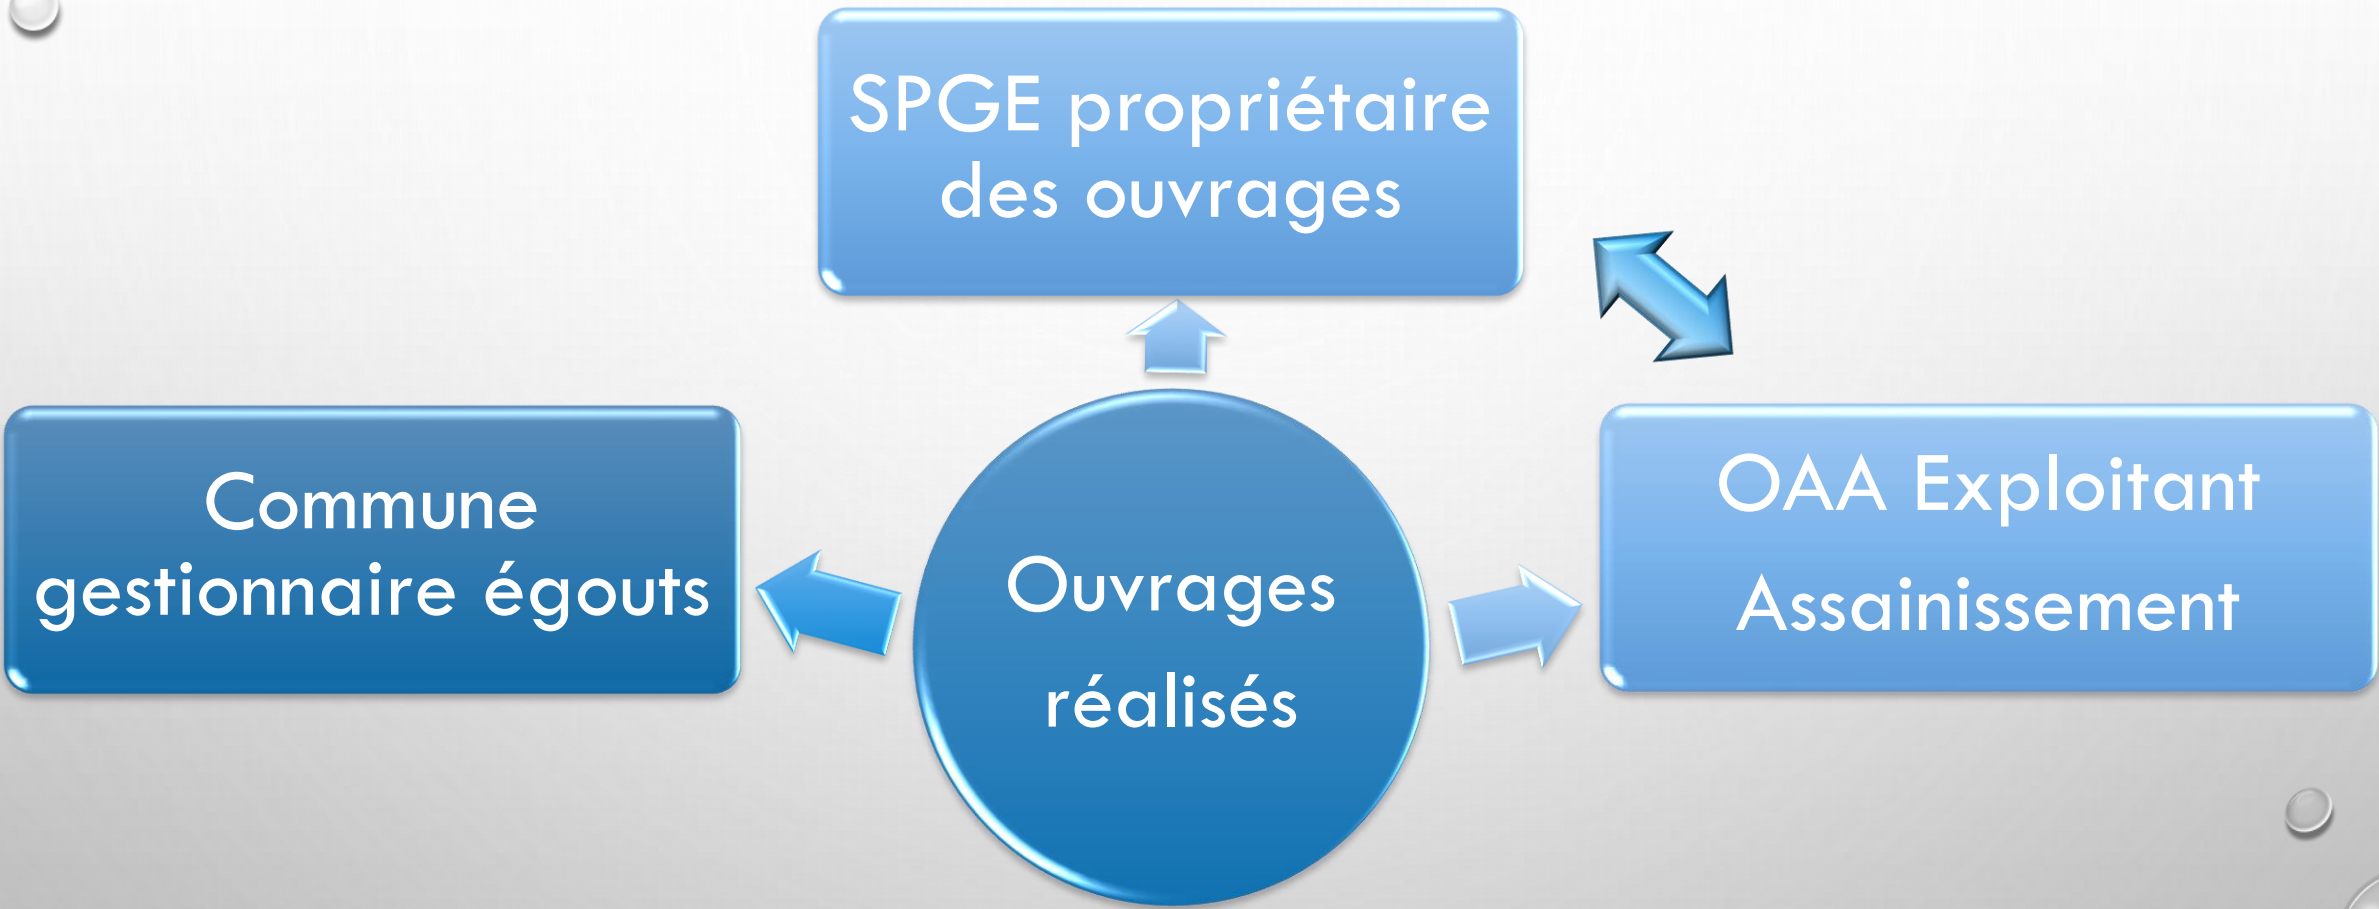 SPGE propriétaire
des ouvrages
Commune
gestionnaire égouts
Ouvrages
réalisés
OAA Exploitant
Assainissement